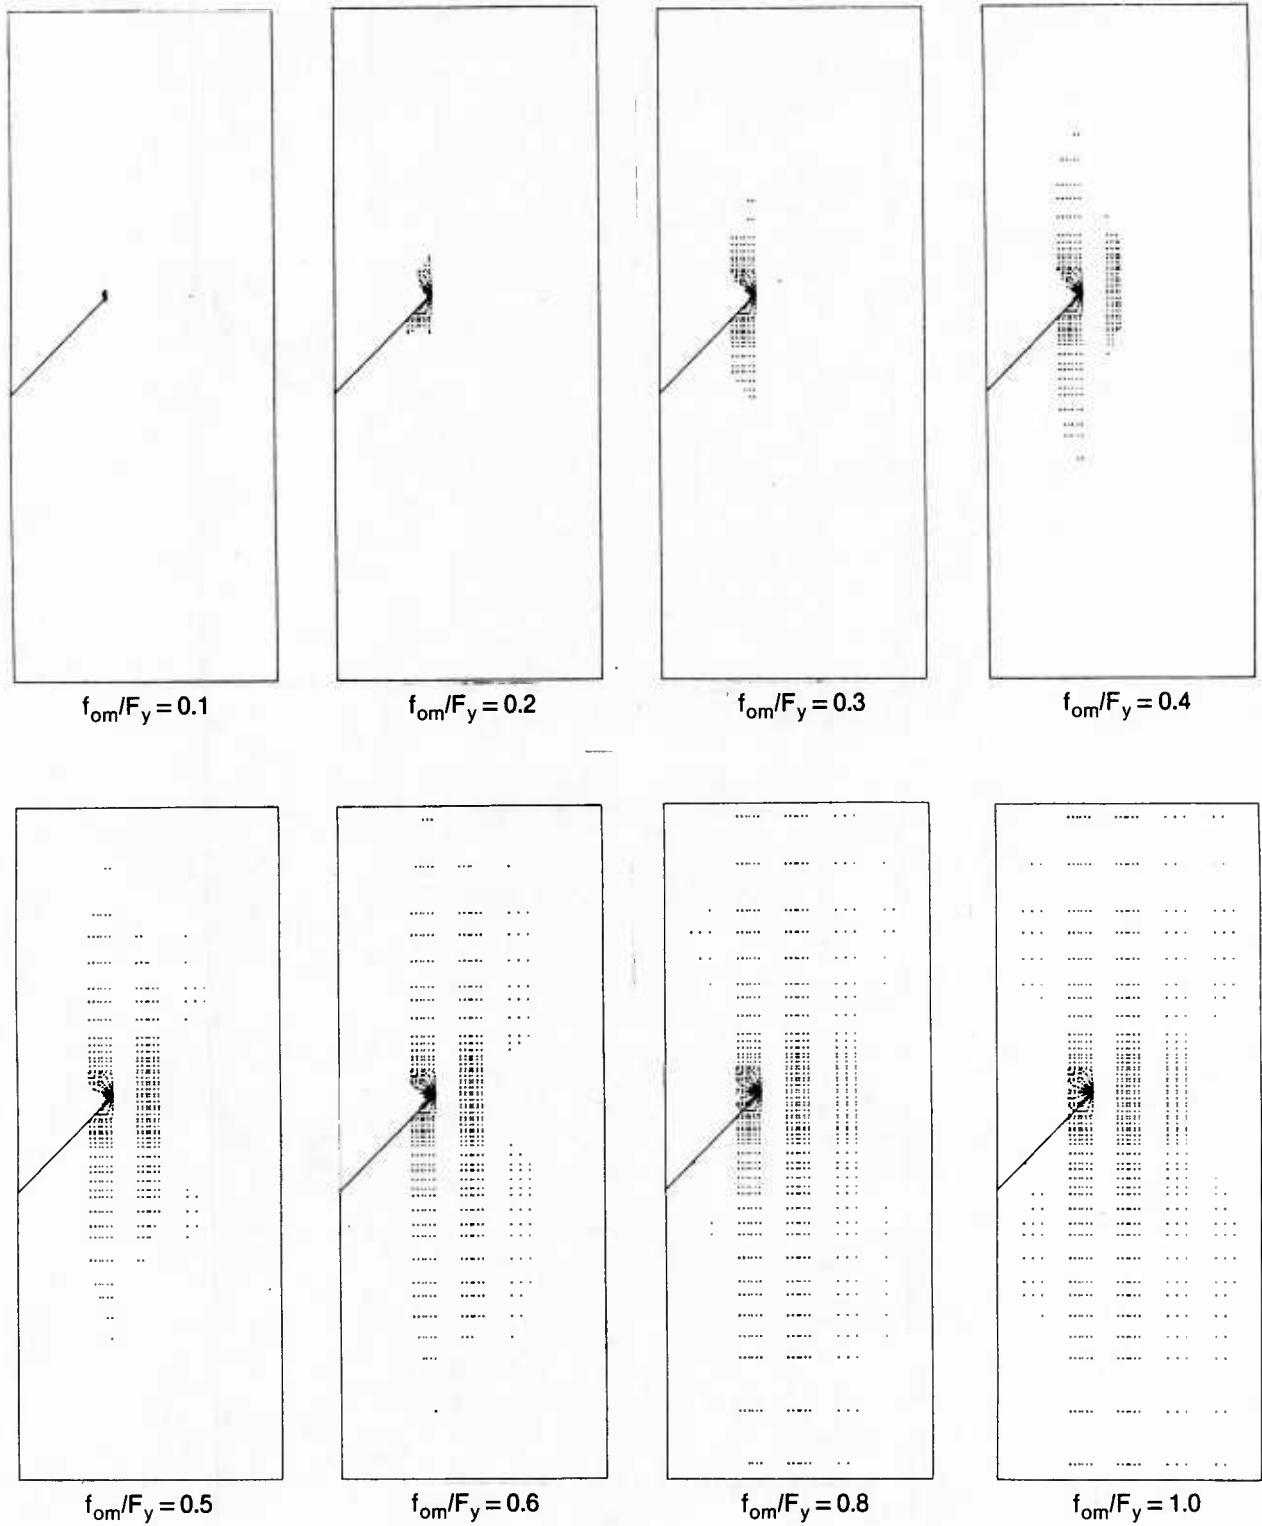 f_om/F_y = 0.1
f_om/F_y = 0.2
f_om/F_y = 0.3
f_om/F_y = 0.4
f_om/F_y = 0.5
f_om/F_y = 0.6
f_om/F_y = 0.8
f_om/F_y = 1.0